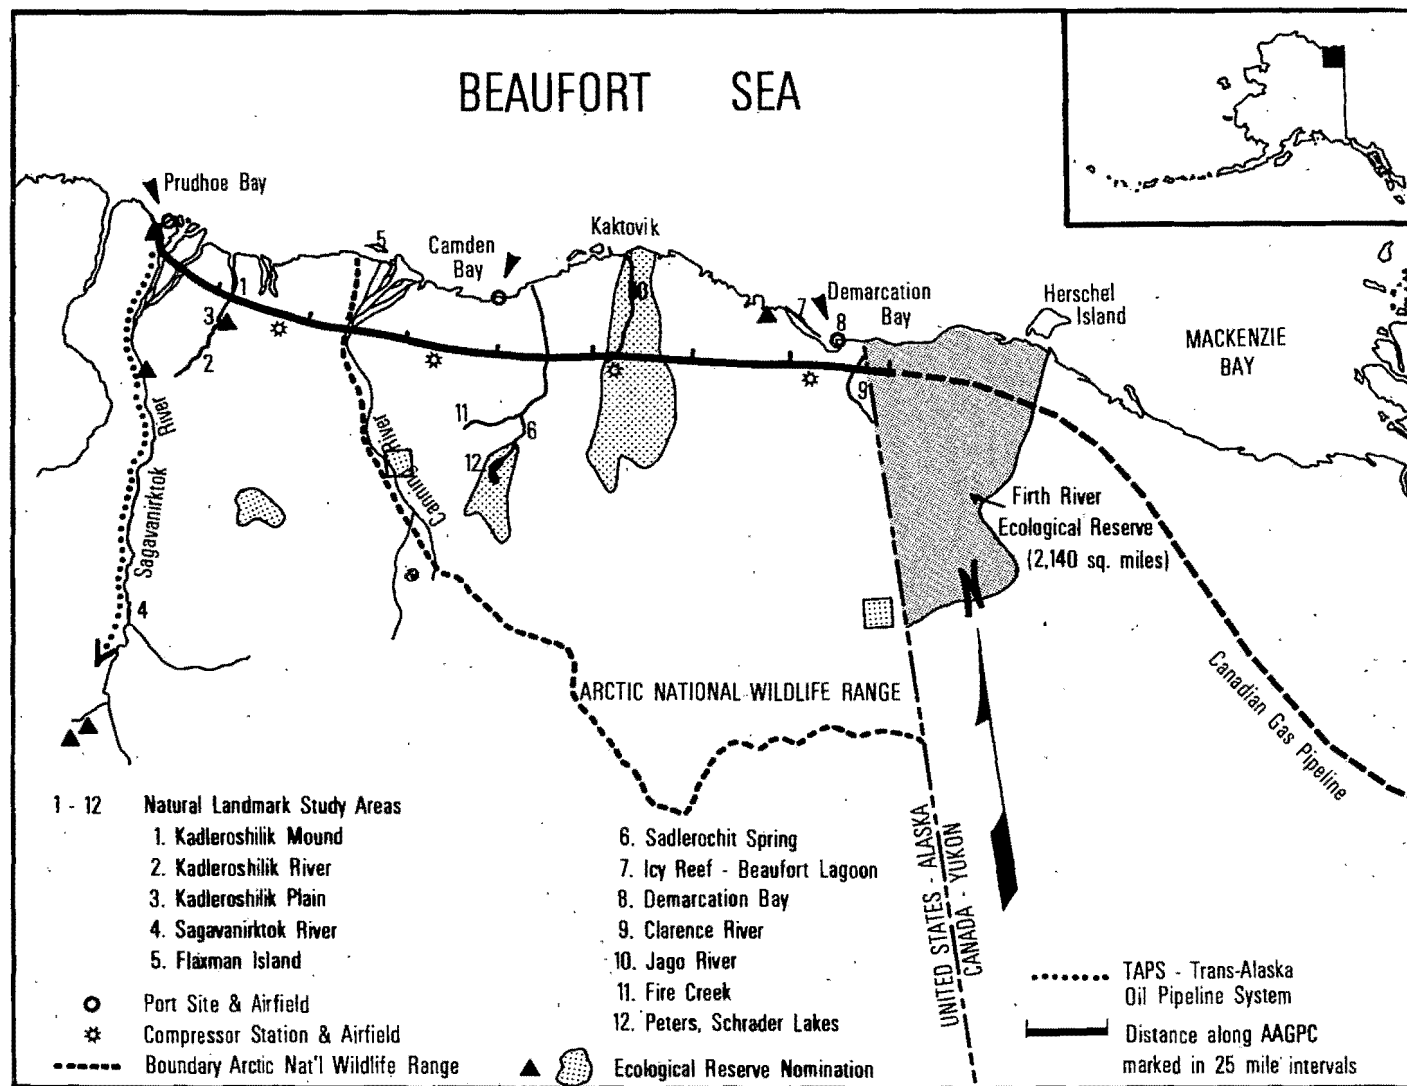 BEAUFORT SEA
Prudhoe Bay
Kaktovik
Camden
Bay
Demarcation
Bay
Herschel
Island
MACKENZIE
BAY
5
1
10
7
8
3
2
9
11
6
12
River
Sagavanirktok
River
Canning
4
Firth River
Ecological Reserve
(2,140 sq. miles)
N
ARCTIC NATIONAL WILDLIFE RANGE
Canadian Gas Pipeline
UNITED STATES - ALASKA
CANADA - YUKON
1 - 12 Natural Landmark Study Areas
1. Kadleroshilik Mound
2. Kadleroshilik River
3. Kadleroshilik Plain
4. Sagavanirktok River
5. Flaxman Island
6. Sadlerochit Spring
7. Icy Reef - Beaufort Lagoon
8. Demarcation Bay
9. Clarence River
10. Jago River
11. Fire Creek
12. Peters, Schrader Lakes
Port Site & Airfield
Compressor Station & Airfield
Boundary Arctic Nat'l Wildlife Range
Ecological Reserve Nomination
TAPS - Trans-Alaska
Oil Pipeline System
Distance along AAGPC
marked in 25 mile intervals